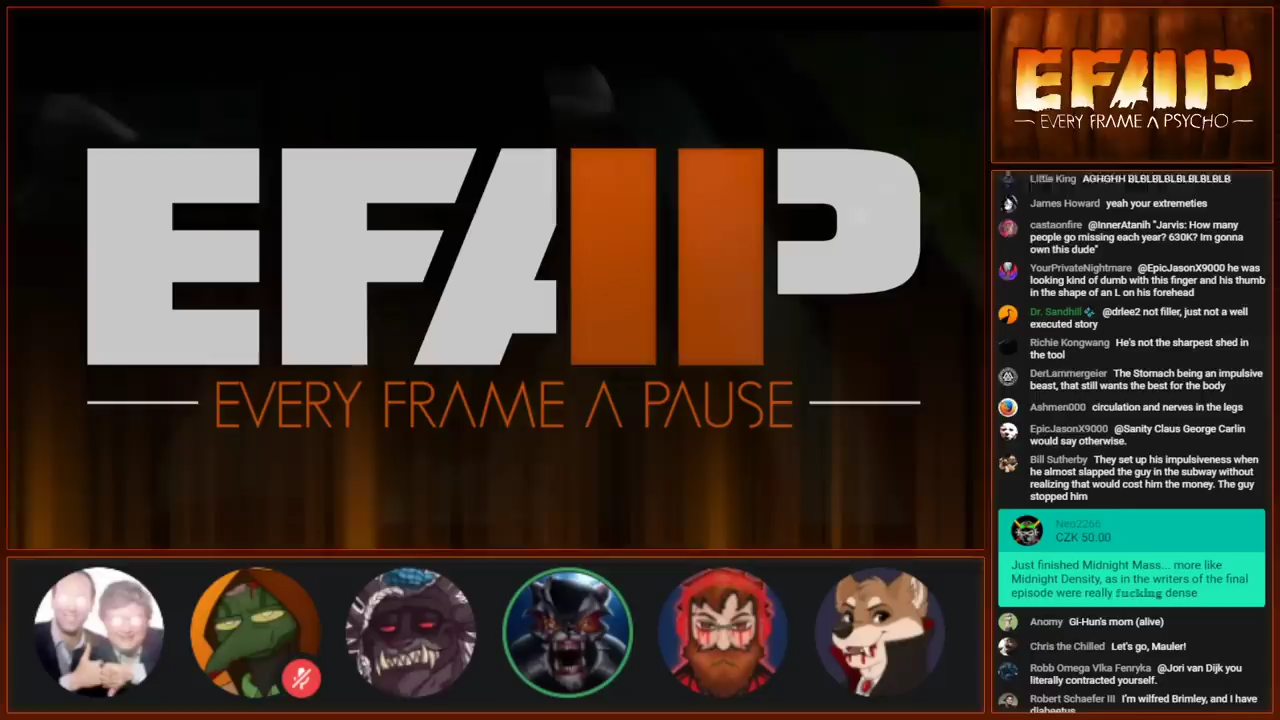 EFAP
EVERY FRAME A PAUSE
EFAP
EVERY FRAME A PSYCHO
Little King AGHGHH BLBLBLBLBLBLBLBLB
James Howard yeah your extremeties
castaonfire @InnerAtanih "Jarvis: How many
people go missing each year? 630K? Im gonna
own this dude"
YourPrivateNightmare @EpicJasonX9000 he was
looking kind of dumb with this finger and his thumb
in the shape of an L on his forehead
Dr. Sandhill @drlee2 not filler, just not a well
executed story
Richie Kongwang He's not the sharpest shed in
the tool
DerLammergeier The Stomach being an impulsive
beast, that still wants the best for the body
Ashmen000 circulation and nerves in the legs
EpicJasonX9000 @Sanity Claus George Carlin
would say otherwise.
Bill Sutherby They set up his impulsiveness when
he almost slapped the guy in the subway without
realizing that would cost him the money. The guy
stopped him
Neo2266
CZK 50.00
Just finished Midnight Mass... more like
Midnight Density, as in the writers of the final
episode were really fucking dense
Anomy Gi-Hun's mom (alive)
Chris the Chilled Let's go, Mauler!
Robb Omega Vlka Fenryka @Jori van Dijk you
literally contracted yourself.
Robert Schaefer III I'm wilfred Brimley, and I have
diabeetus